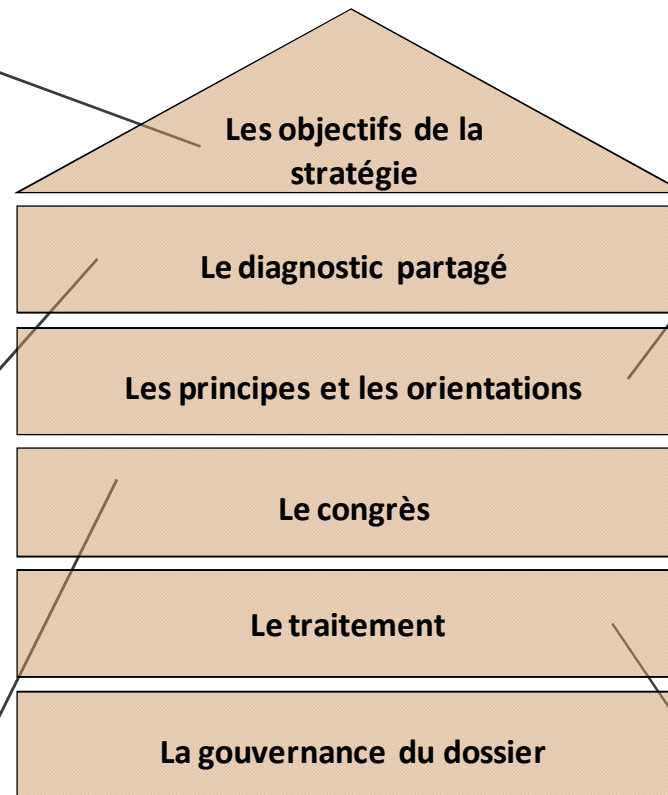 Les objectifs de la
stratégie
Le diagnostic partagé
Les principes et les orientations
Le congrès
Le traitement
La gouvernance du dossier